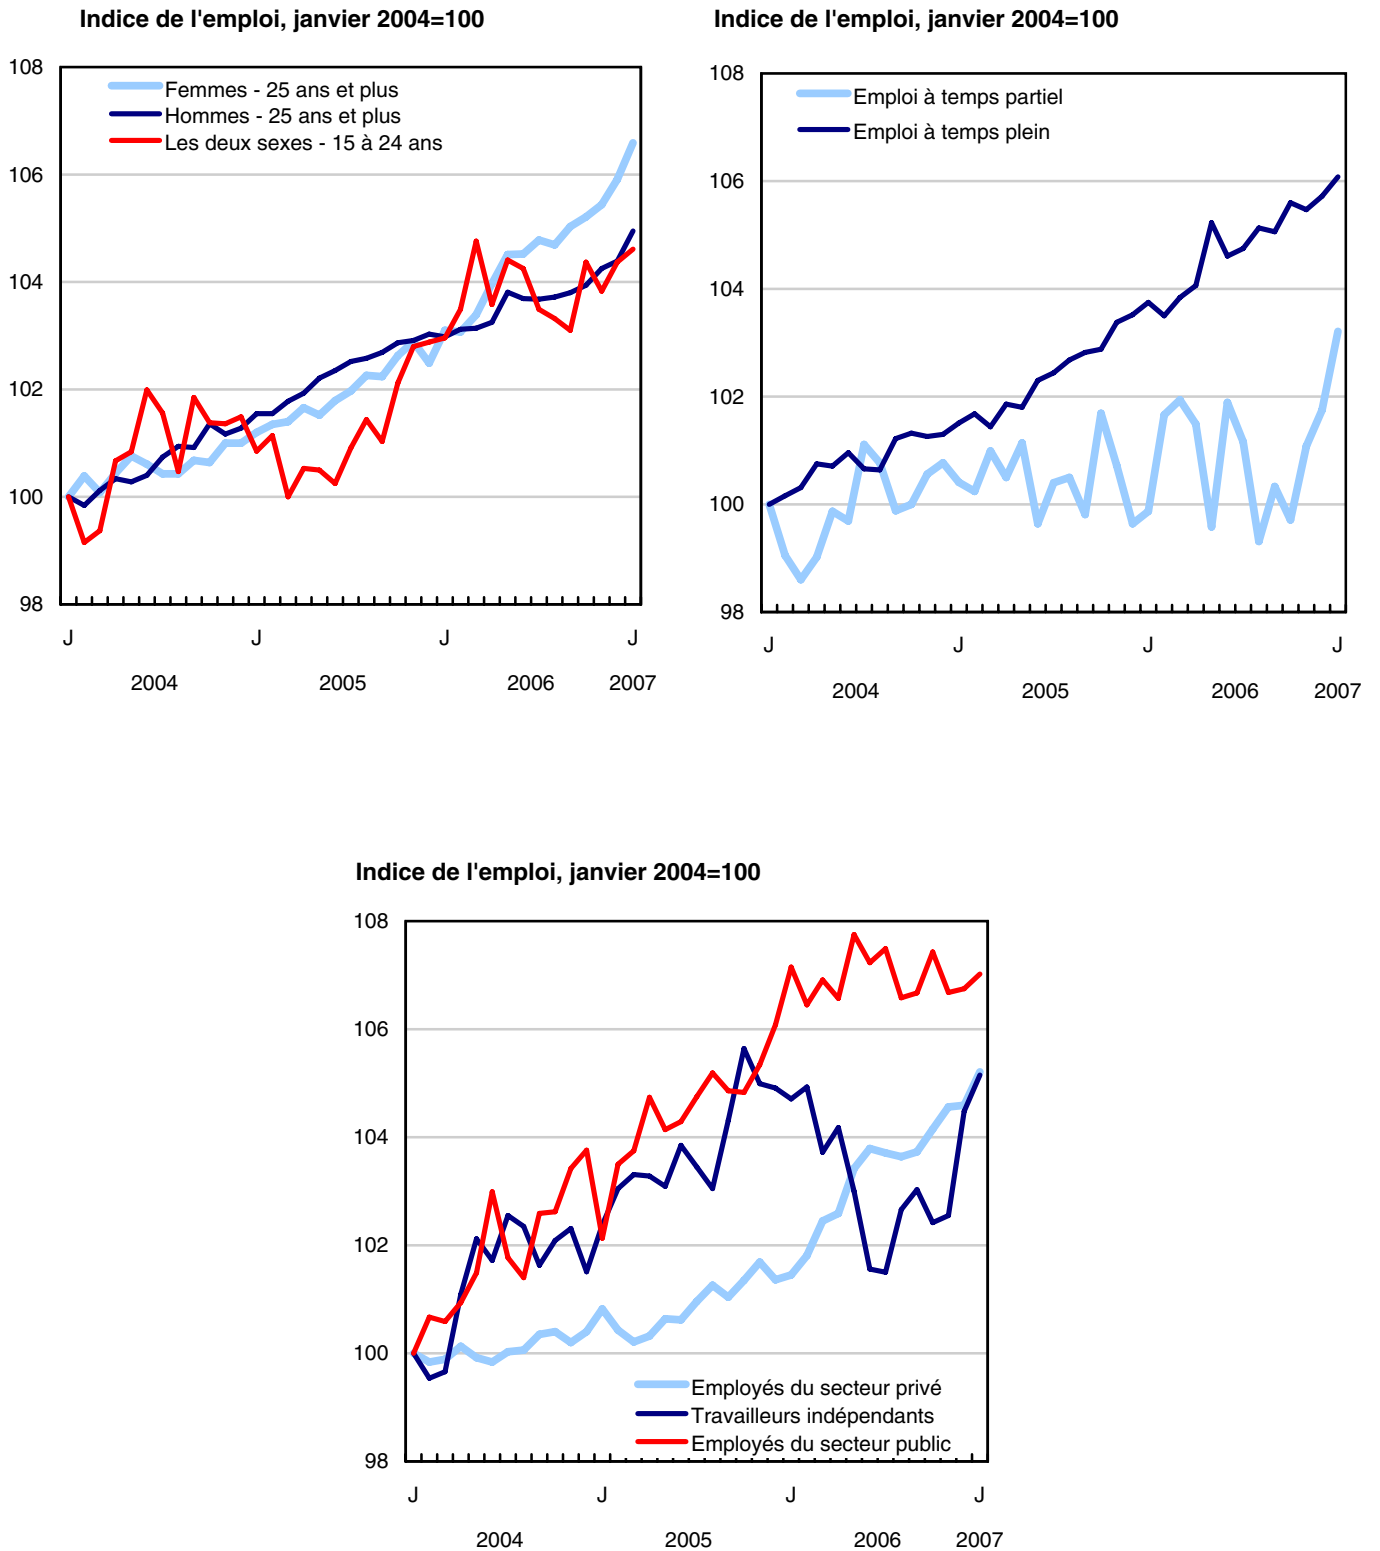 Indice de l'emploi, janvier 2004=100
108
106
104
102
100
98
Femmes - 25 ans et plus
Hommes - 25 ans et plus
Les deux sexes - 15 à 24 ans
J J J J
2004 2005 2006 2007
Indice de l'emploi, janvier 2004=100
108
106
104
102
100
98
Emploi à temps partiel
Emploi à temps plein
J J J J
2004 2005 2006 2007
Indice de l'emploi, janvier 2004=100
108
106
104
102
100
98
Employés du secteur privé
Travailleurs indépendants
Employés du secteur public
J J J J
2004 2005 2006 2007